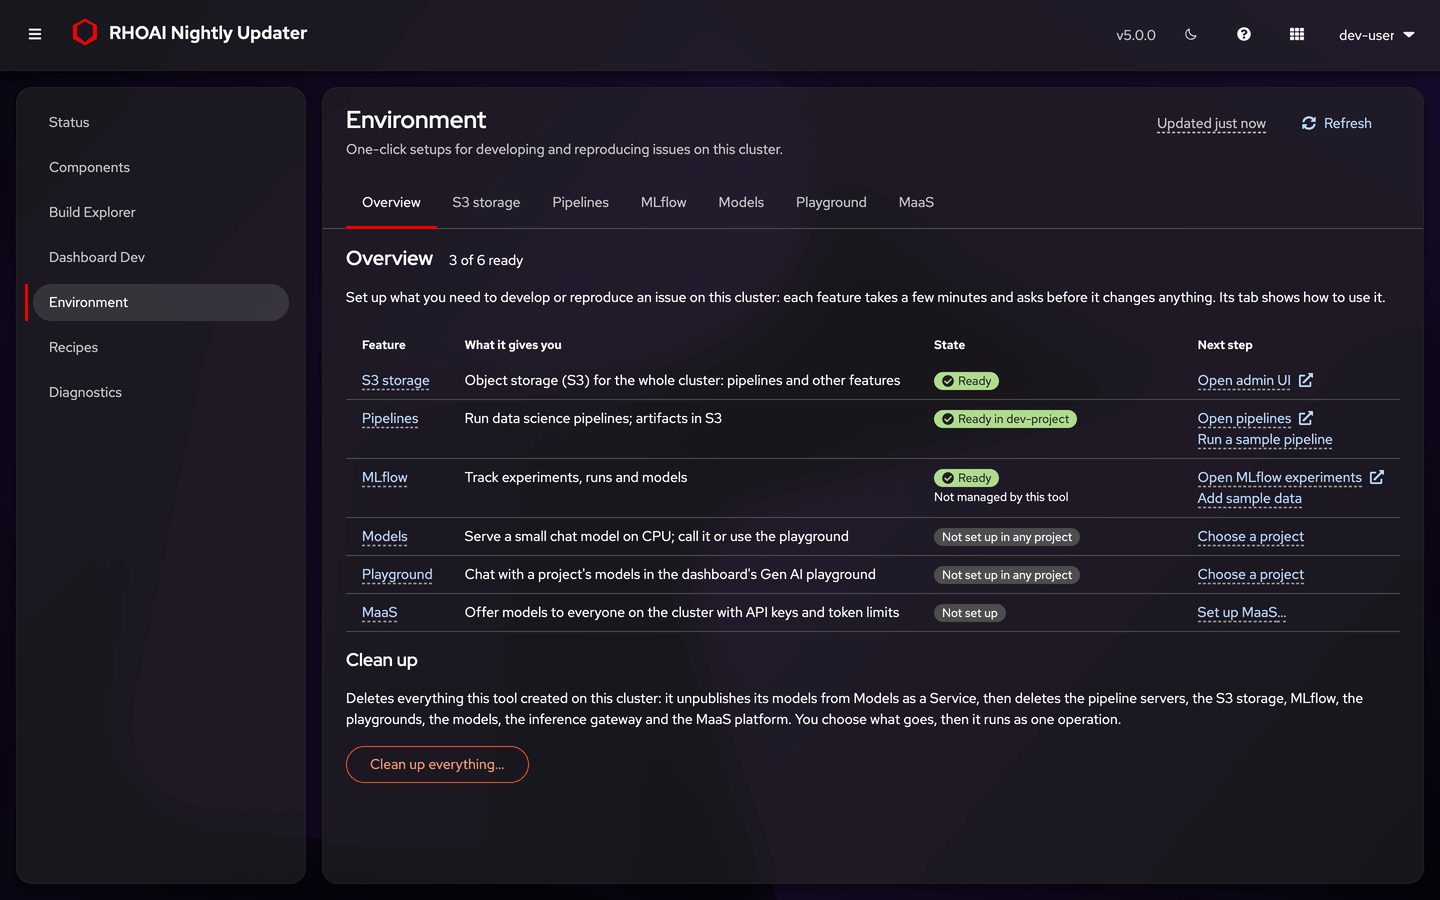 RHOAI Nightly Updater
v5.0.0
dev-user
Status
Components
Build Explorer
Dashboard Dev
Environment
Recipes
Diagnostics
Environment
One-click setups for developing and reproducing issues on this cluster.
Updated just now
Refresh
Overview S3 storage Pipelines MLflow Models Playground MaaS
Overview 3 of 6 ready
Set up what you need to develop or reproduce an issue on this cluster: each feature takes a few minutes and asks before it changes anything. Its tab shows how to use it.
Feature What it gives you State Next step
S3 storage Object storage (S3) for the whole cluster: pipelines and other features Ready Open admin UI
Pipelines Run data science pipelines; artifacts in S3 Ready in dev-project Open pipelines
Run a sample pipeline
MLflow Track experiments, runs and models Ready Open MLflow experiments
Not managed by this tool Add sample data
Models Serve a small chat model on CPU; call it or use the playground Not set up in any project Choose a project
Playground Chat with a project's models in the dashboard's Gen AI playground Not set up in any project Choose a project
MaaS Offer models to everyone on the cluster with API keys and token limits Not set up Set up MaaS...
Clean up
Deletes everything this tool created on this cluster: it unpublishes its models from Models as a Service, then deletes the pipeline servers, the S3 storage, MLflow, the
playgrounds, the models, the inference gateway and the MaaS platform. You choose what goes, then it runs as one operation.
Clean up everything...